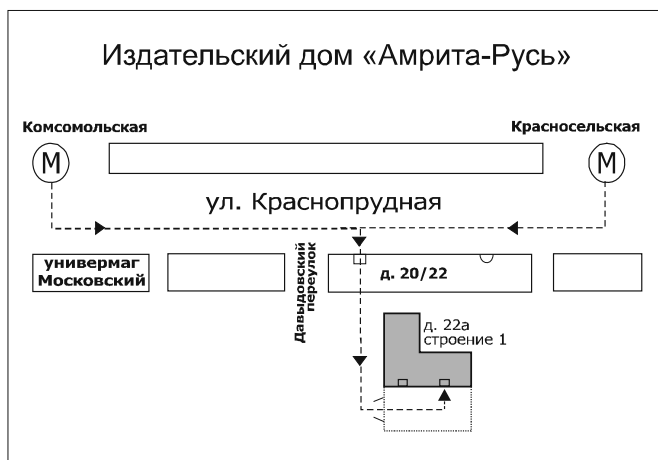 Издательский дом «Амрита-Русь»
Комсомольская
Красносельская
М
М
ул. Краснопрудная
универмаг
Московский
Давыдовский
переулок
д. 20/22
д. 22а
строение 1